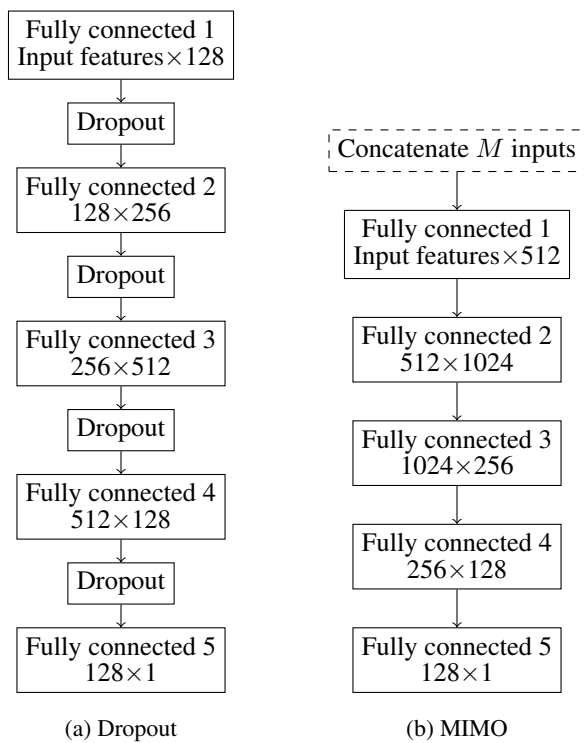 Fully connected 1
Input features×128
Dropout
Fully connected 2
128×256
Dropout
Fully connected 3
256×512
Dropout
Fully connected 4
512×128
Dropout
Fully connected 5
128×1
(a) Dropout
Concatenate M inputs
Fully connected 1
Input features×512
Fully connected 2
512×1024
Fully connected 3
1024×256
Fully connected 4
256×128
Fully connected 5
128×1
(b) MIMO